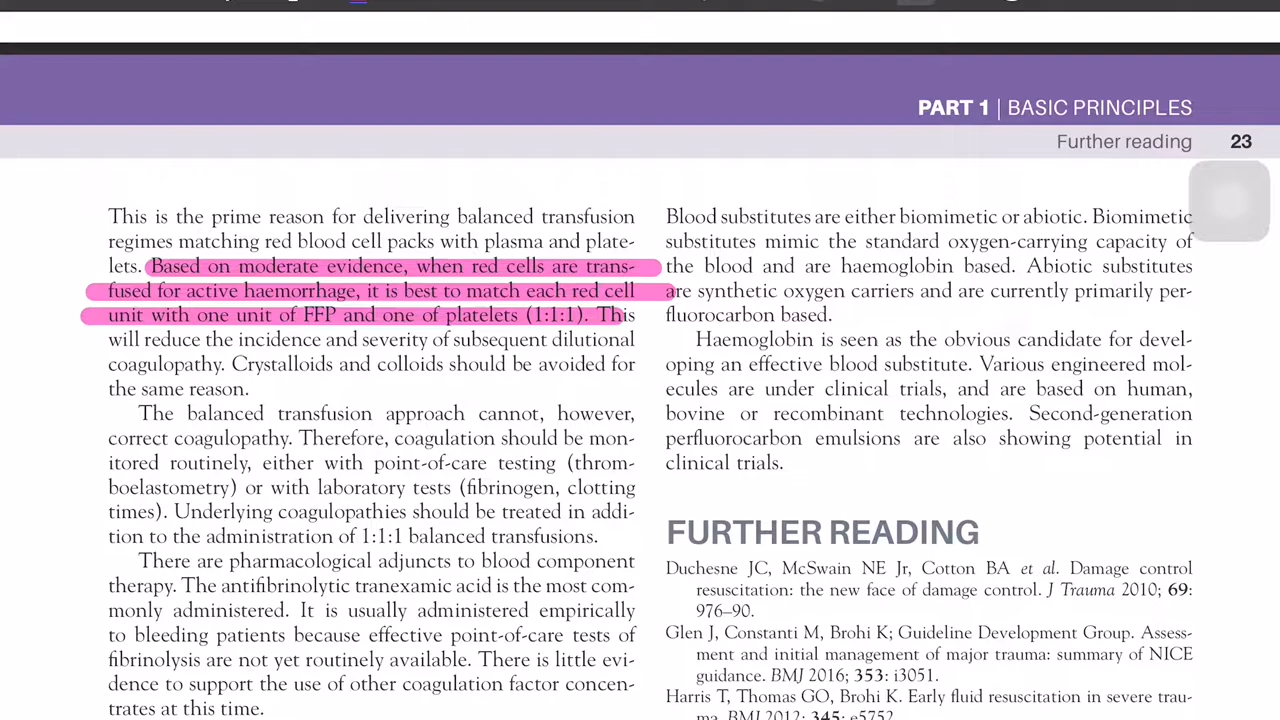 PART 1 | BASIC PRINCIPLES
Further reading 23
This is the prime reason for delivering balanced transfusion
regimes matching red blood cell packs with plasma and plate-
lets. Based on moderate evidence, when red cells are trans-
fused for active haemorrhage, it is best to match each red cell
unit with one unit of FFP and one of platelets (1:1:1). This
will reduce the incidence and severity of subsequent dilutional
coagulopathy. Crystalloids and colloids should be avoided for
the same reason.
The balanced transfusion approach cannot, however,
correct coagulopathy. Therefore, coagulation should be mon-
itored routinely, either with point-of-care testing (throm-
boelastometry) or with laboratory tests (fibrinogen, clotting
times). Underlying coagulopathies should be treated in addi-
tion to the administration of 1:1:1 balanced transfusions.
There are pharmacological adjuncts to blood component
therapy. The antifibrinolytic tranexamic acid is the most com-
monly administered. It is usually administered empirically
to bleeding patients because effective point-of-care tests of
fibrinolysis are not yet routinely available. There is little evi-
dence to support the use of other coagulation factor concen-
trates at this time.
Blood substitutes are either biomimetic or abiotic. Biomimetic
substitutes mimic the standard oxygen-carrying capacity of
the blood and are haemoglobin based. Abiotic substitutes
are synthetic oxygen carriers and are currently primarily per-
fluorocarbon based.
Haemoglobin is seen as the obvious candidate for devel-
oping an effective blood substitute. Various engineered mol-
ecules are under clinical trials, and are based on human,
bovine or recombinant technologies. Second-generation
perfluorocarbon emulsions are also showing potential in
clinical trials.
FURTHER READING
Duchesne JC, McSwain NE Jr, Cotton BA et al. Damage control
resuscitation: the new face of damage control. J Trauma 2010; 69:
976–90.
Glen J, Constanti M, Brohi K; Guideline Development Group. Assess-
ment and initial management of major trauma: summary of NICE
guidance. BMJ 2016; 353: i3051.
Harris T, Thomas GO, Brohi K. Early fluid resuscitation in severe trau-
ma. BMJ 2012; 345: e5752.